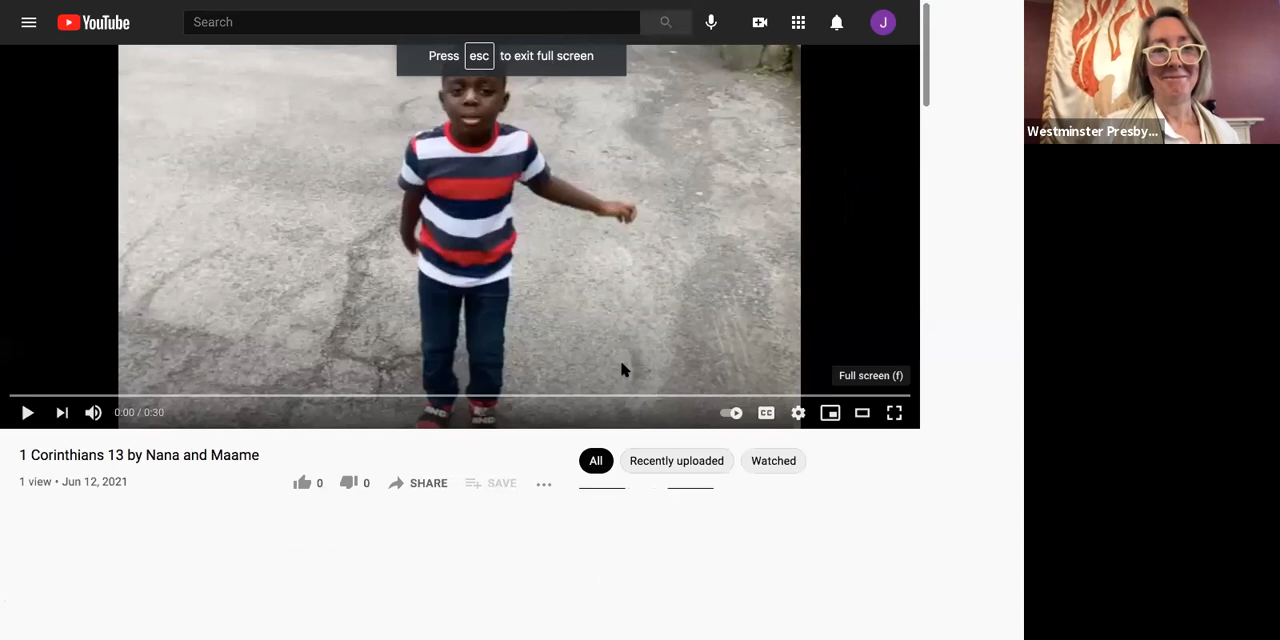 YouTube
Search
J
Press esc to exit full screen
Westminster Presby...
Full screen (f)
0:00 / 0:30
CC
1 Corinthians 13 by Nana and Maame
All
Recently uploaded
Watched
1 view • Jun 12, 2021
0
0
SHARE
SAVE